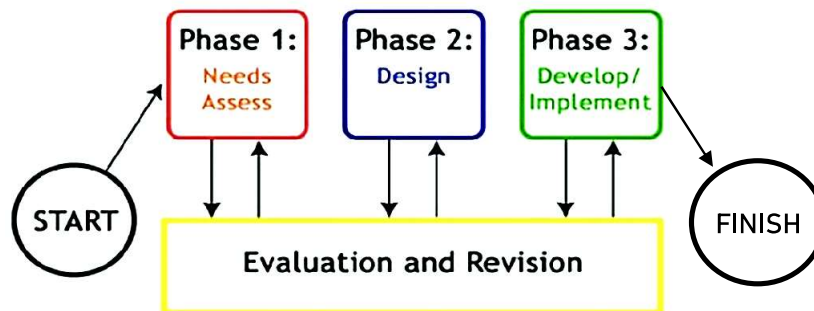 START
Phase 1:
Needs
Assess
Phase 2:
Design
Phase 3:
Develop/
Implement
Evaluation and Revision
FINISH